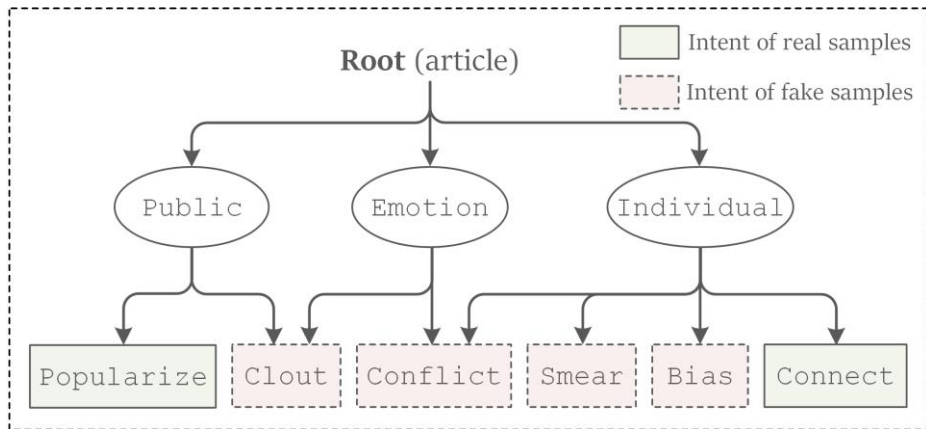 Root (article)
Intent of real samples
Intent of fake samples
Public
Emotion
Individual
Popularize
Clout
Conflict
Smear
Bias
Connect